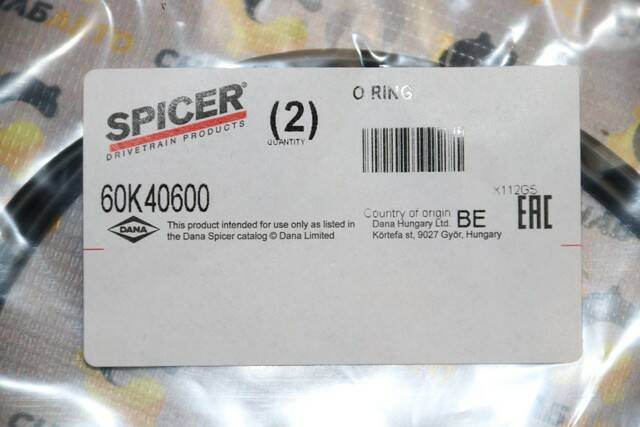 SPICER®
DRIVETRAIN PRODUCTS
(2)
QUANTITY
O RING
60K40600
X112G5
DANA
This product intended for use only as listed in
the Dana Spicer catalog © Dana Limited
Country of origin
Dana Hungary Ltd.
Körtefa st, 9027 Győr, Hungary
BE
EAC